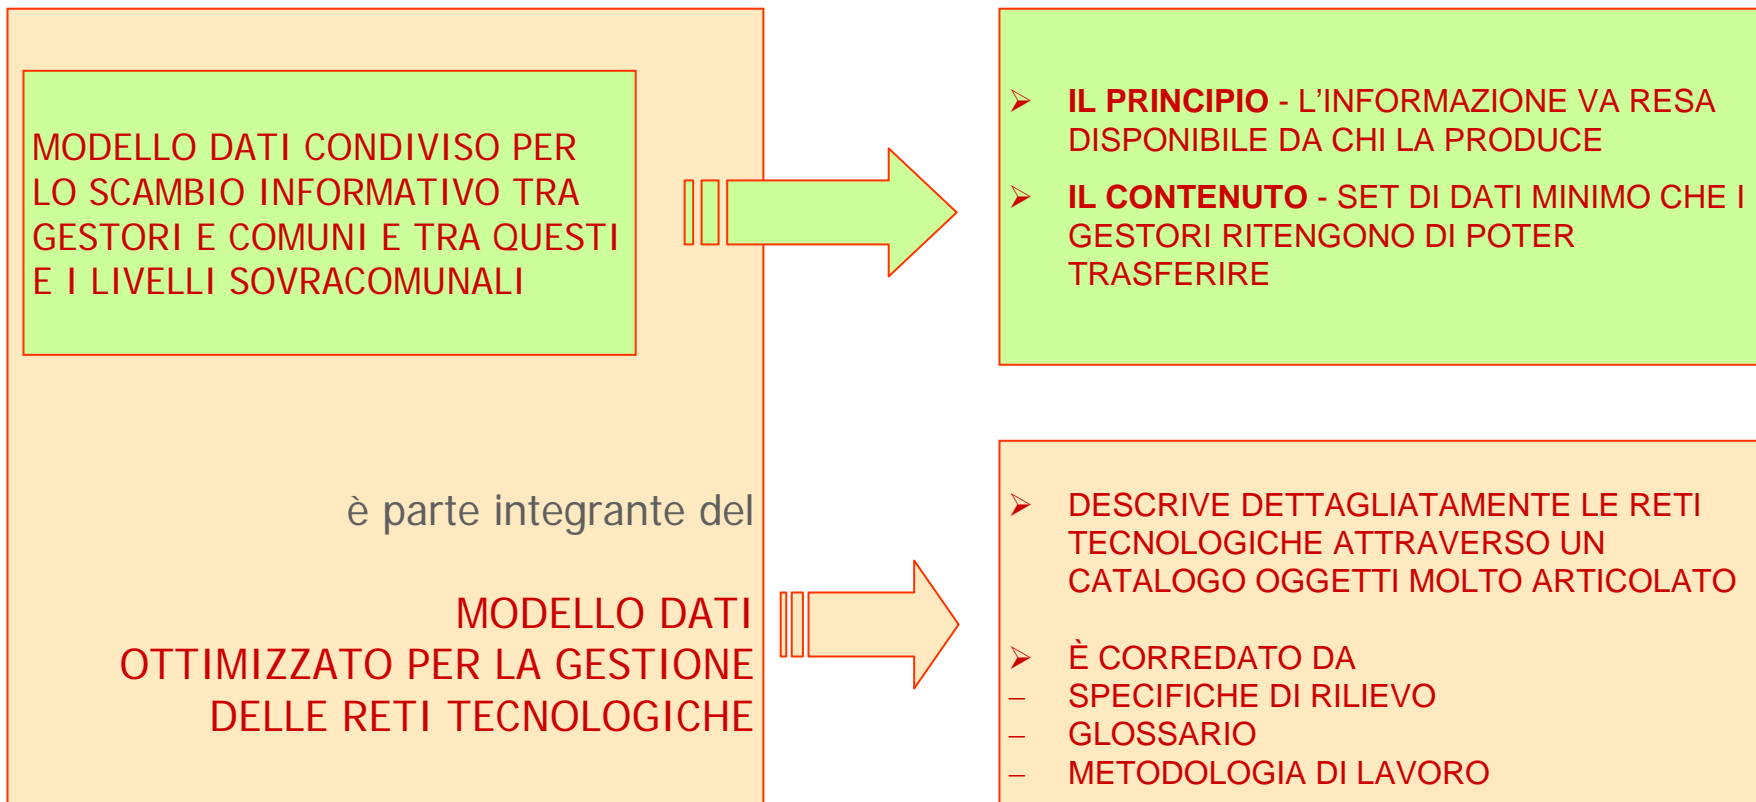 MODELLO DATI CONDIVISO PER
LO SCAMBIO INFORMATIVO TRA
GESTORI E COMUNI E TRA QUESTI
E I LIVELLI SOVRACOMUNALI
è parte integrante del
MODELLO DATI
OTTIMIZZATO PER LA GESTIONE
DELLE RETI TECNOLOGICHE
➢ IL PRINCIPIO - L'INFORMAZIONE VA RESA
DISPONIBILE DA CHI LA PRODUCE
➢ IL CONTENUTO - SET DI DATI MINIMO CHE I
GESTORI RITENGONO DI POTER
TRASFERIRE
➢ DESCRIVE DETTAGLIATAMENTE LE RETI
TECNOLOGICHE ATTRAVERSO UN
CATALOGO OGGETTI MOLTO ARTICOLATO
➢ È CORREDATO DA
– SPECIFICHE DI RILIEVO
– GLOSSARIO
– METODOLOGIA DI LAVORO